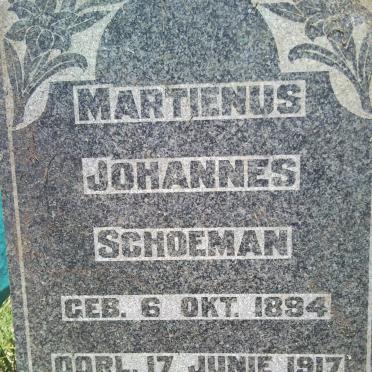 MARTIENUS
JOHANNES
SCHOEMAN
GEB. 6 OKT. 1894
OORL. 17 JUNIE 1917